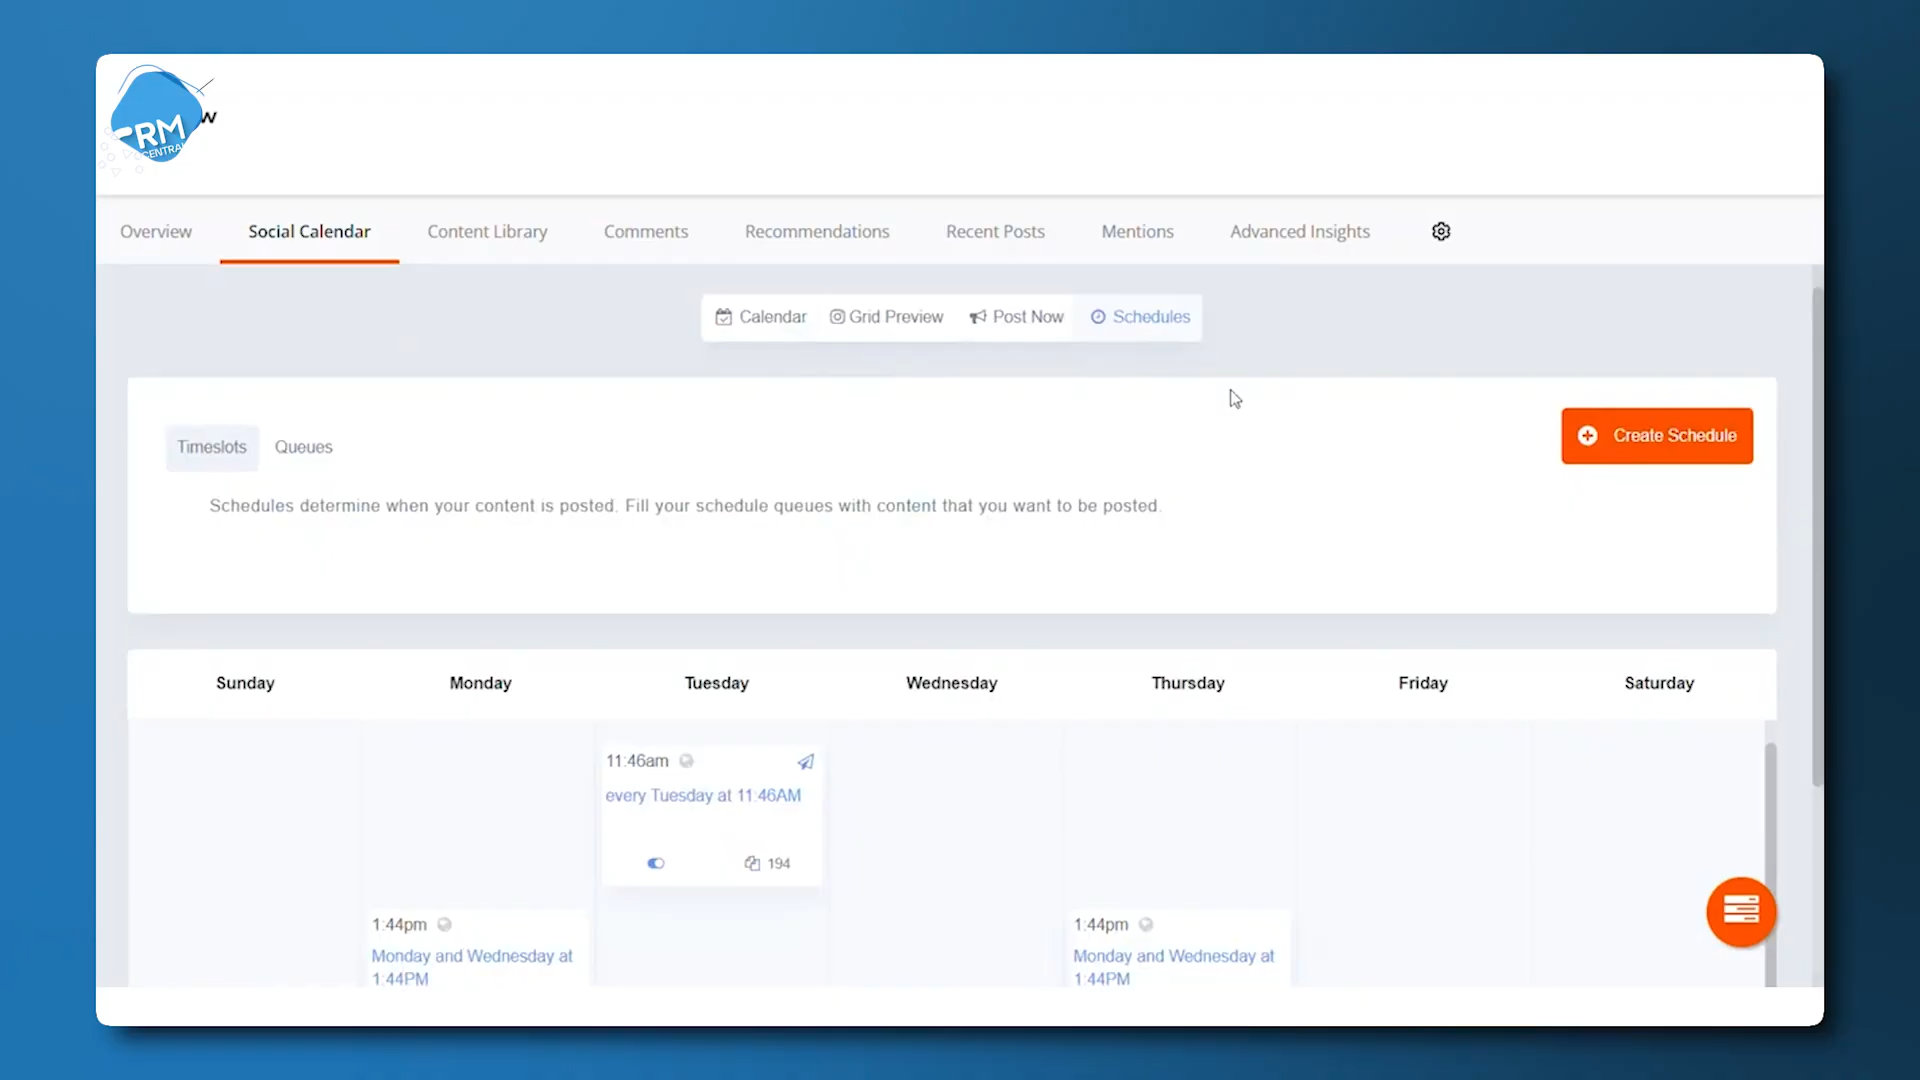 RM
CENTRAL
w
Overview Social Calendar Content Library Comments Recommendations Recent Posts Mentions Advanced Insights
Calendar Grid Preview Post Now Schedules
Timeslots Queues Create Schedule
Schedules determine when your content is posted. Fill your schedule queues with content that you want to be posted.
Sunday Monday Tuesday Wednesday Thursday Friday Saturday
11:46am
every Tuesday at 11:46AM
194
1:44pm 1:44pm
Monday and Wednesday at Monday and Wednesday at
1:44PM 1:44PM